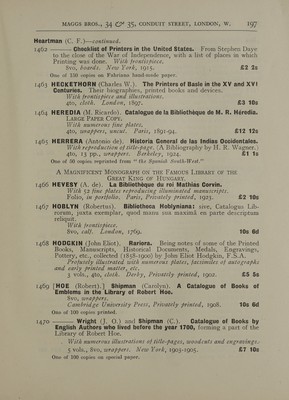 MAGGS BROS., 34 & 35, CONDUIT STREET, LONDON, W. 197
Heartman (C. F.)—continued.
1462 ——— Checklist of Printers in the United States. From Stephen Daye
to the close of the War of Independence, with a list of places in which
Printing was done. With frontispiece.
8vo, boards. New York, 1915. £2 2s
One of 100 copies on Fabriano hand-made paper.
1463 HECKETHORN (Charles W.). The Printers of Basle in the XV and XVI
Centuries. Their biographies, printed books and devices.
With frontispiece and illustrations.
4to, cloth. London, 1897. £3 10s
1464 HEREDIA (M. Ricardo). Catalogue de la Bibliothèque de M. R. Hérédia.
LARGE PAPER COPY.
With numerous fine plates,
4to, wrappers, uncut. Paris, 1891-94. £12 12s
1465 HERRERA (Antonio de). Historia General de las Indias Occidentales.
With reproduction of title-page. (A Bibliography by H. R. Wagner.)
4to, 13 pp., wrappers. Berkeley, 1924. £1 1s
One of 50 copies reprinted from "the Spanish South-West."
A MAGNIFICENT MONOGRAPH ON THE FAMOUS LIBRARY OF THE
GREAT KING OF HUNGARY.
1466 HEVESY (A. de). La Bibliothèque du roi Mathias Corvin.
With 52 fine plates reproducing illuminated manuscripts.
Folio, in portfolio. Paris, Privately printed, 1923. £2 10s
1467 HOBLYN (Robertus). Bibliotheca Hoblyniana: sive, Catalogus Lib-
rorum, juxta exemplar, quod manu sua maximâ ex parte descriptum
reliquit.
With frontispiece.
8vo, calf. London, 1769. 10s 6d
1468 HODGKIN (John Eliot). Rariora. Being notes of some of the Printed
Books, Manuscripts, Historical Documents, Medals, Engravings,
Pottery, etc., collected (1858-1900) by John Eliot Hodgkin, F.S.A.
Profusely illustrated with numerous plates, facsimiles of autographs
and early printed matter, etc.
3 vols., 4to, cloth. Derby, Privately printed, 1902. £5 5s
1469 [HOE (Robert).] Shipman (Carolyn). A Catalogue of Books of
Emblems in the Library of Robert Hoe.
8vo, wrappers.
Cambridge University Press, Privately printed, 1908. 10s 6d
One of 100 copies printed.
1470 ——— Wright (J. O.) and Shipman (C.). Catalogue of Books by
English Authors who lived before the year 1700, forming a part of the
Library of Robert Hoe.
With numerous illustrations of title-pages, woodcuts and engravings.
5 vols., 8vo, wrappers. New York, 1903-1905. £7 10s
One of 100 copies on special paper.